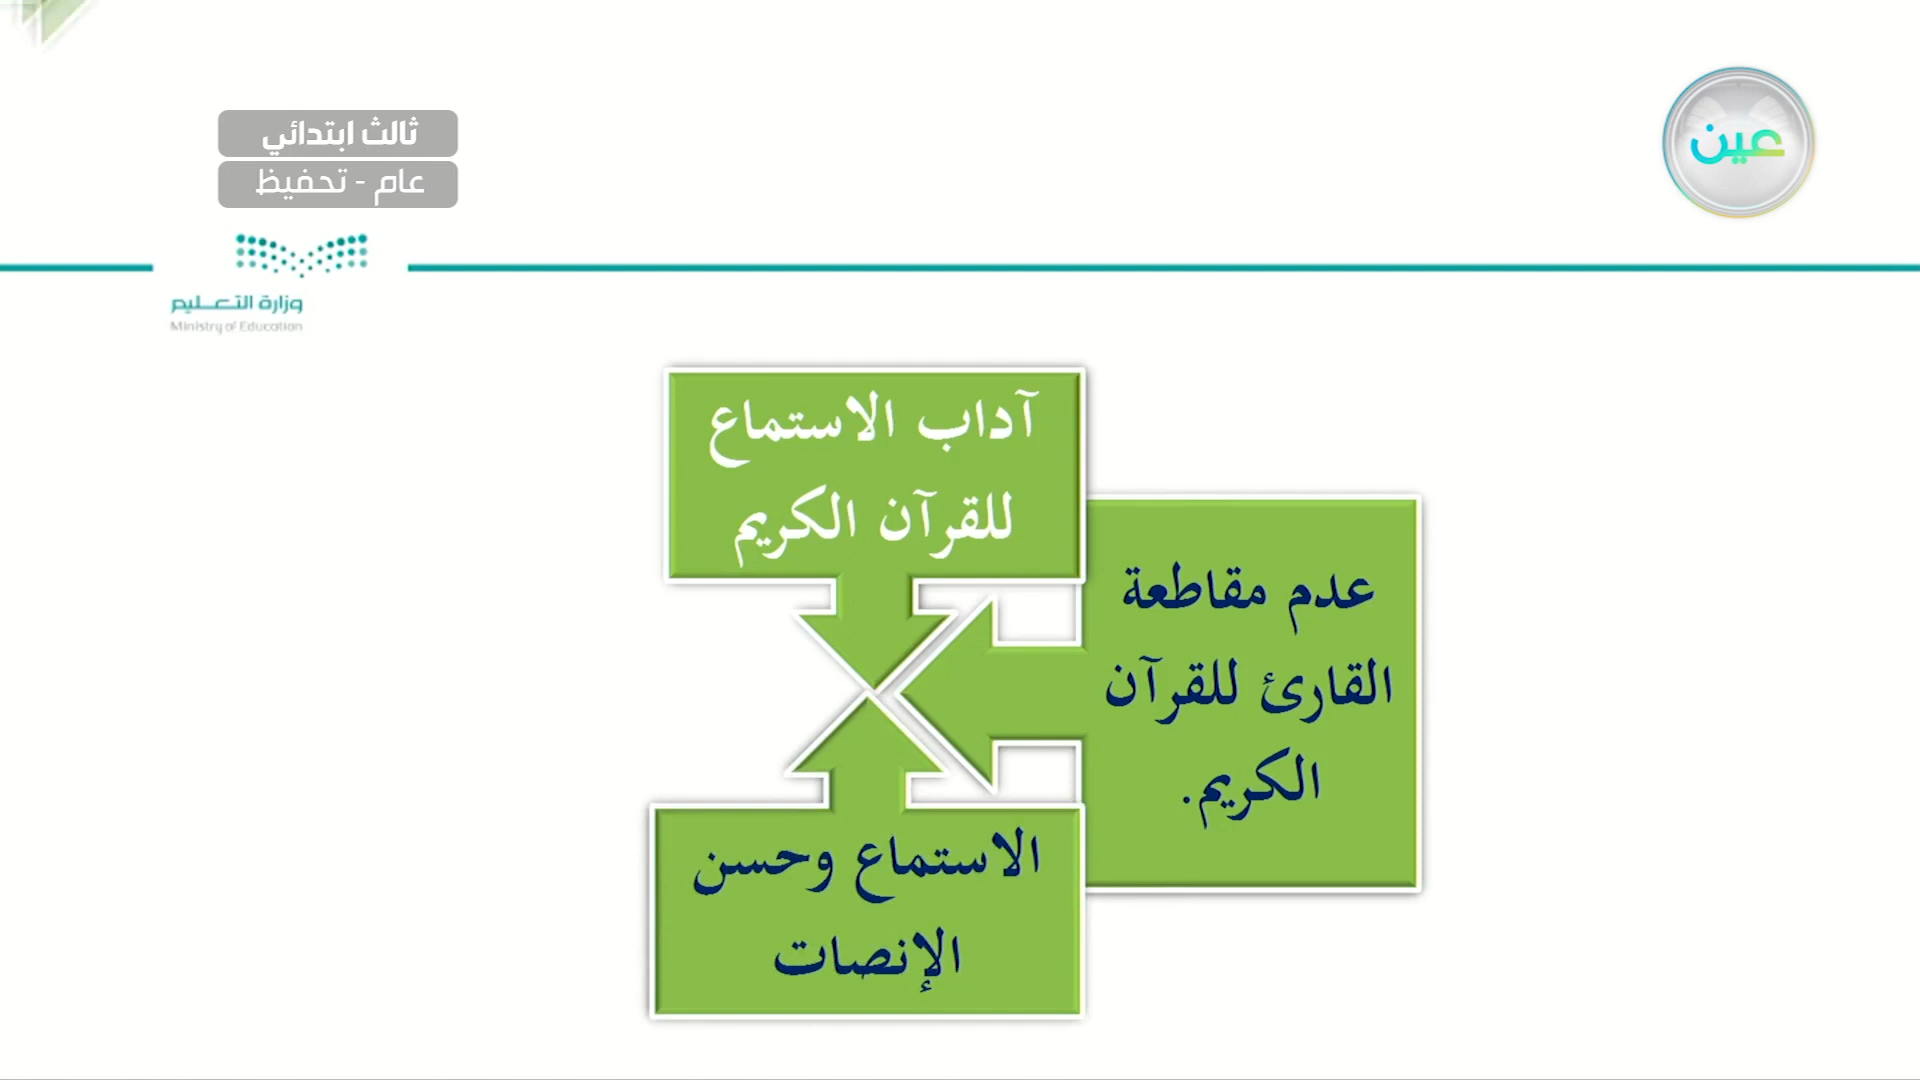 ثالث ابتدائي
عام - تحفيظ
عين
وزارة التعليم
Ministry of Education
آداب الاستماع
للقرآن الكريم
عدم مقاطعة
القارئ للقرآن
الكريم.
الاستماع وحسن
الإنصات